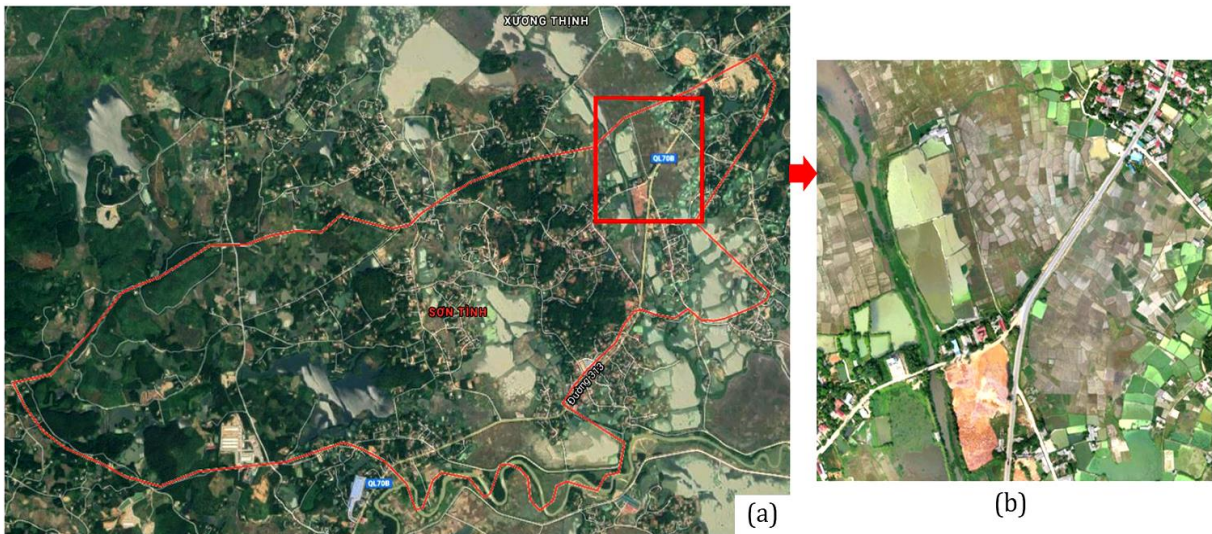 XƯƠNG THỊNH
QL70B
SƠN TÌNH
Đường 313
QL70B
(a)
(b)